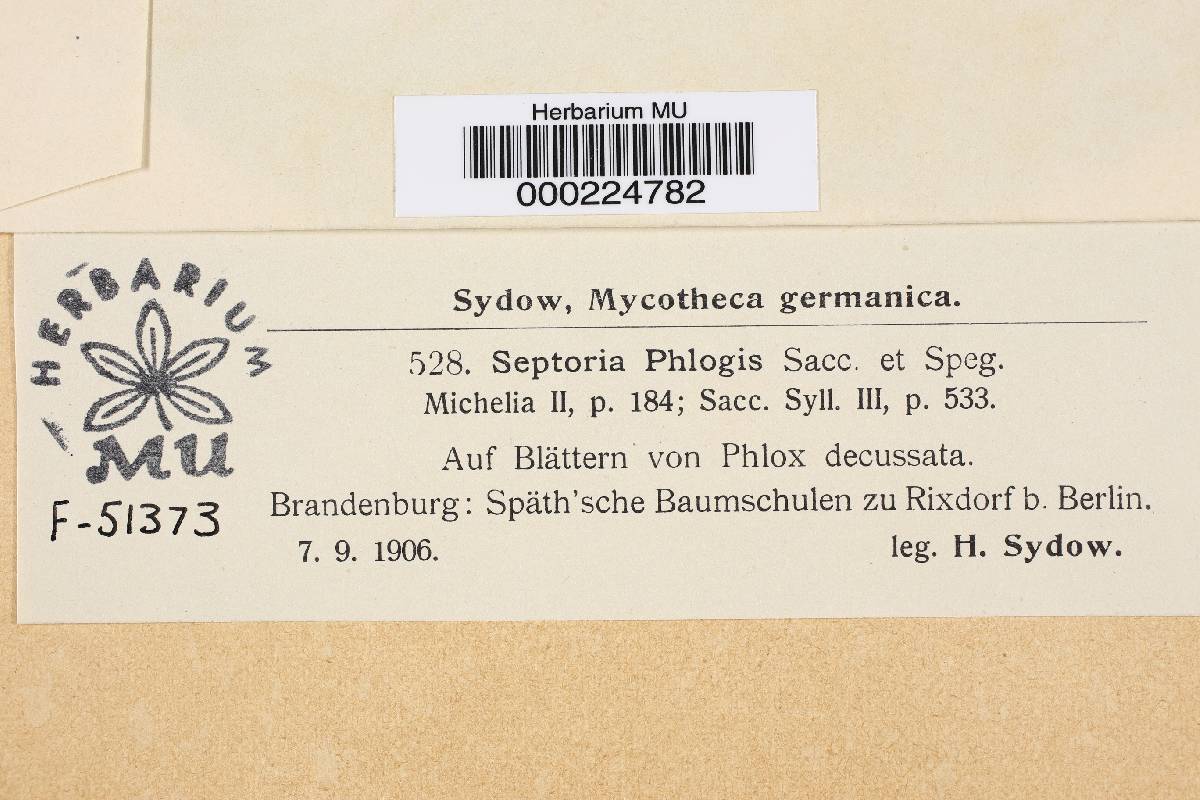 Herbarium MU
000224782
HERBARIUM
MU
F-51373
Sydow, Mycotheca germanica.
528. Septoria Phlogis Sacc. et Speg.
Michelia II, p. 184; Sacc. Syll. III, p. 533.
Auf Blättern von Phlox decussata.
Brandenburg: Späth'sche Baumschulen zu Rixdorf b. Berlin.
7. 9. 1906. leg. H. Sydow.